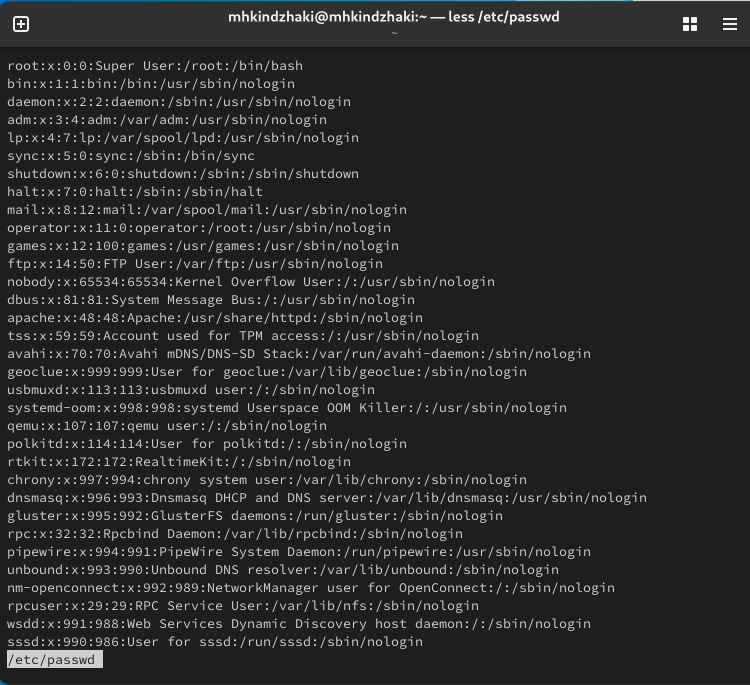 mhkindzhaki@mhkindzhaki:~ — less /etc/passwd
~
root:x:0:0:Super User:/root:/bin/bash
bin:x:1:1:bin:/bin:/usr/sbin/nologin
daemon:x:2:2:daemon:/sbin:/usr/sbin/nologin
adm:x:3:4:adm:/var/adm:/usr/sbin/nologin
lp:x:4:7:lp:/var/spool/lpd:/usr/sbin/nologin
sync:x:5:0:sync:/sbin:/bin/sync
shutdown:x:6:0:shutdown:/sbin:/sbin/shutdown
halt:x:7:0:halt:/sbin:/sbin/halt
mail:x:8:12:mail:/var/spool/mail:/usr/sbin/nologin
operator:x:11:0:operator:/root:/usr/sbin/nologin
games:x:12:100:games:/usr/games:/usr/sbin/nologin
ftp:x:14:50:FTP User:/var/ftp:/usr/sbin/nologin
nobody:x:65534:65534:Kernel Overflow User:/:/usr/sbin/nologin
dbus:x:81:81:System Message Bus:/:/usr/sbin/nologin
apache:x:48:48:Apache:/usr/share/httpd:/sbin/nologin
tss:x:59:59:Account used for TPM access:/:/usr/sbin/nologin
avahi:x:70:70:Avahi mDNS/DNS-SD Stack:/var/run/avahi-daemon:/sbin/nologin
geoclue:x:999:999:User for geoclue:/var/lib/geoclue:/sbin/nologin
usbmuxd:x:113:113:usbmuxd user:/:/sbin/nologin
systemd-oom:x:998:998:systemd Userspace OOM Killer:/:/usr/sbin/nologin
qemu:x:107:107:qemu user:/:/sbin/nologin
polkitd:x:114:114:User for polkitd:/:/sbin/nologin
rtkit:x:172:172:RealtimeKit:/:/sbin/nologin
chrony:x:997:994:chrony system user:/var/lib/chrony:/sbin/nologin
dnsmasq:x:996:993:Dnsmasq DHCP and DNS server:/var/lib/dnsmasq:/usr/sbin/nologin
gluster:x:995:992:GlusterFS daemons:/run/gluster:/sbin/nologin
rpc:x:32:32:Rpcbind Daemon:/var/lib/rpcbind:/sbin/nologin
pipewire:x:994:991:PipeWire System Daemon:/run/pipewire:/usr/sbin/nologin
unbound:x:993:990:Unbound DNS resolver:/var/lib/unbound:/sbin/nologin
nm-openconnect:x:992:989:NetworkManager user for OpenConnect:/:/sbin/nologin
rpcuser:x:29:29:RPC Service User:/var/lib/nfs:/sbin/nologin
wsdd:x:991:988:Web Services Dynamic Discovery host daemon:/:/sbin/nologin
sssd:x:990:986:User for sssd:/run/sssd:/sbin/nologin
/etc/passwd